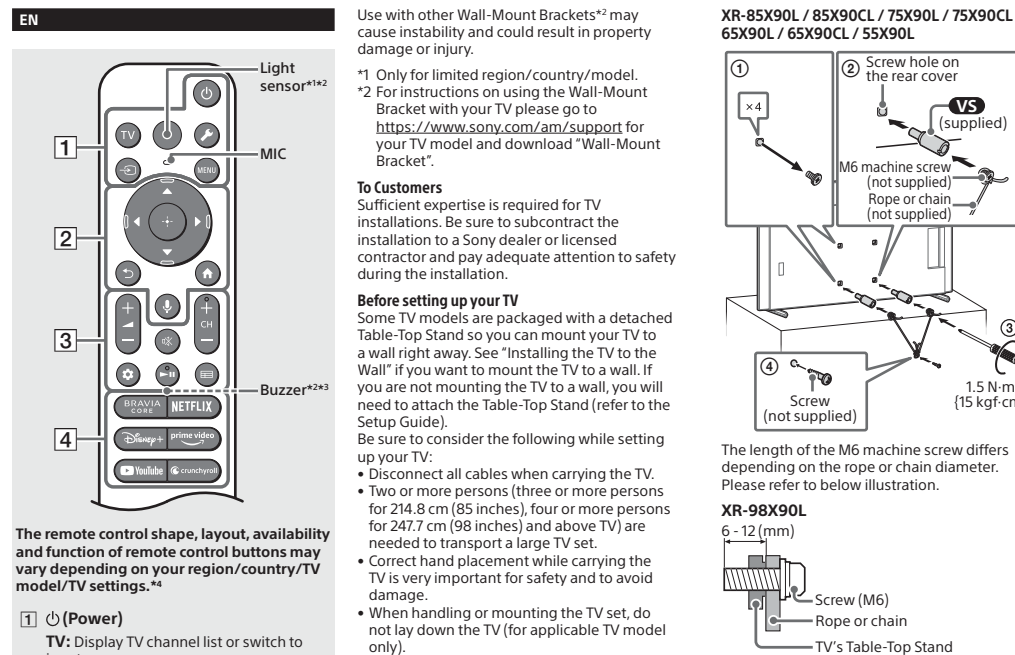 EN
Light
sensor*1*2
TV
MIC
MENU
1
2
3
CH
Buzzer*2*3
BRAVIA
CORE
NETFLIX
4
Disney+
prime video
YouTube
crunchyroll
The remote control shape, layout, availability
and function of remote control buttons may
vary depending on your region/country/TV
model/TV settings.*4
1 (Power)
TV: Display TV channel list or switch to
Use with other Wall-Mount Brackets*2 may
cause instability and could result in property
damage or injury.
*1 Only for limited region/country/model.
*2 For instructions on using the Wall-Mount
Bracket with your TV please go to
https://www.sony.com/am/support for
your TV model and download “Wall-Mount
Bracket”.
To Customers
Sufficient expertise is required for TV
installations. Be sure to subcontract the
installation to a Sony dealer or licensed
contractor and pay adequate attention to safety
during the installation.
Before setting up your TV
Some TV models are packaged with a detached
Table-Top Stand so you can mount your TV to
a wall right away. See “Installing the TV to the
Wall” if you want to mount the TV to a wall. If
you are not mounting the TV to a wall, you will
need to attach the Table-Top Stand (refer to the
Setup Guide).
Be sure to consider the following while setting
up your TV:
• Disconnect all cables when carrying the TV.
• Two or more persons (three or more persons
for 214.8 cm (85 inches), four or more persons
for 247.7 cm (98 inches) and above TV) are
needed to transport a large TV set.
• Correct hand placement while carrying the
TV is very important for safety and to avoid
damage.
• When handling or mounting the TV set, do
not lay down the TV (for applicable TV model
only).
XR-85X90L / 85X90CL / 75X90L / 75X90CL
65X90L / 65X90CL / 55X90L
1
×4
2 Screw hole on
the rear cover
VS
(supplied)
M6 machine screw
(not supplied)
Rope or chain
(not supplied)
3
1.5 N·m
{15 kgf·cm
4
Screw
(not supplied)
The length of the M6 machine screw differs
depending on the rope or chain diameter.
Please refer to below illustration.
XR-98X90L
6 - 12 (mm)
Screw (M6)
Rope or chain
TV’s Table-Top Stand